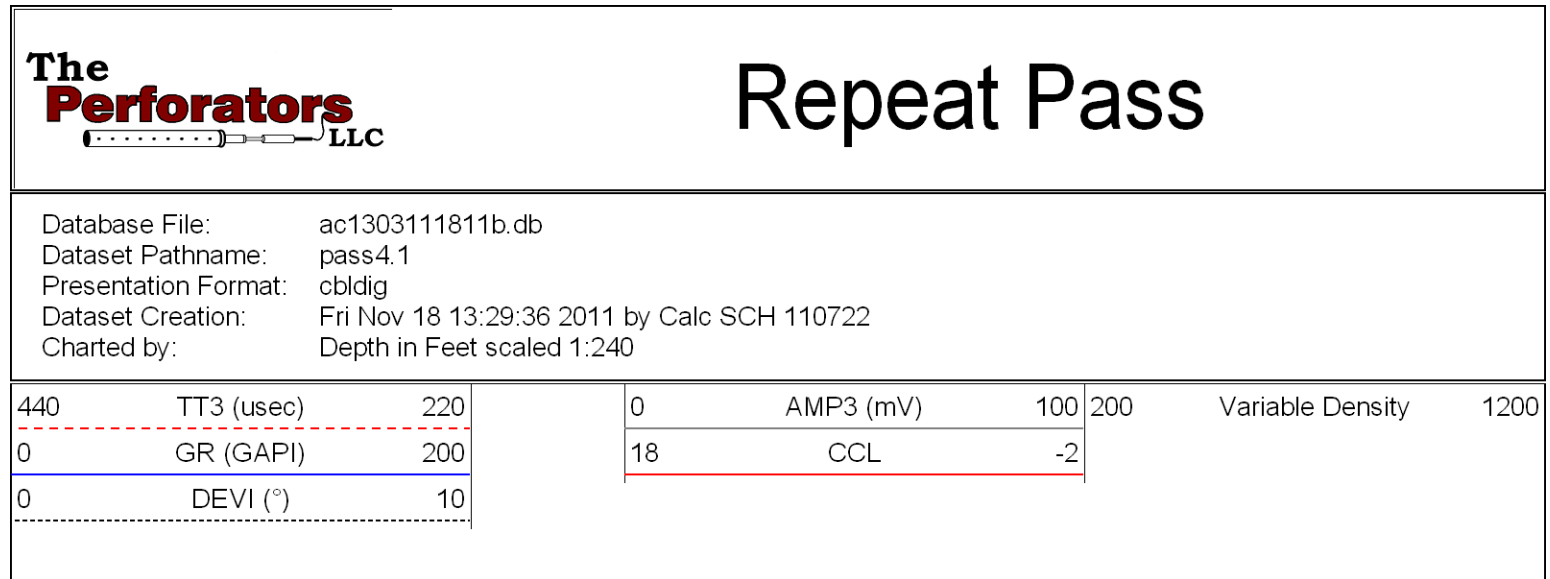 The
Perforators
LLC
Repeat Pass
Database File: ac1303111811b.db
Dataset Pathname: pass4.1
Presentation Format: cbldig
Dataset Creation: Fri Nov 18 13:29:36 2011 by Calc SCH 110722
Charted by: Depth in Feet scaled 1:240
440 TT3 (usec) 220 0 AMP3 (mV) 100 200 Variable Density 1200
0 GR (GAPI) 200 18 CCL -2
0 DEVI (°) 10